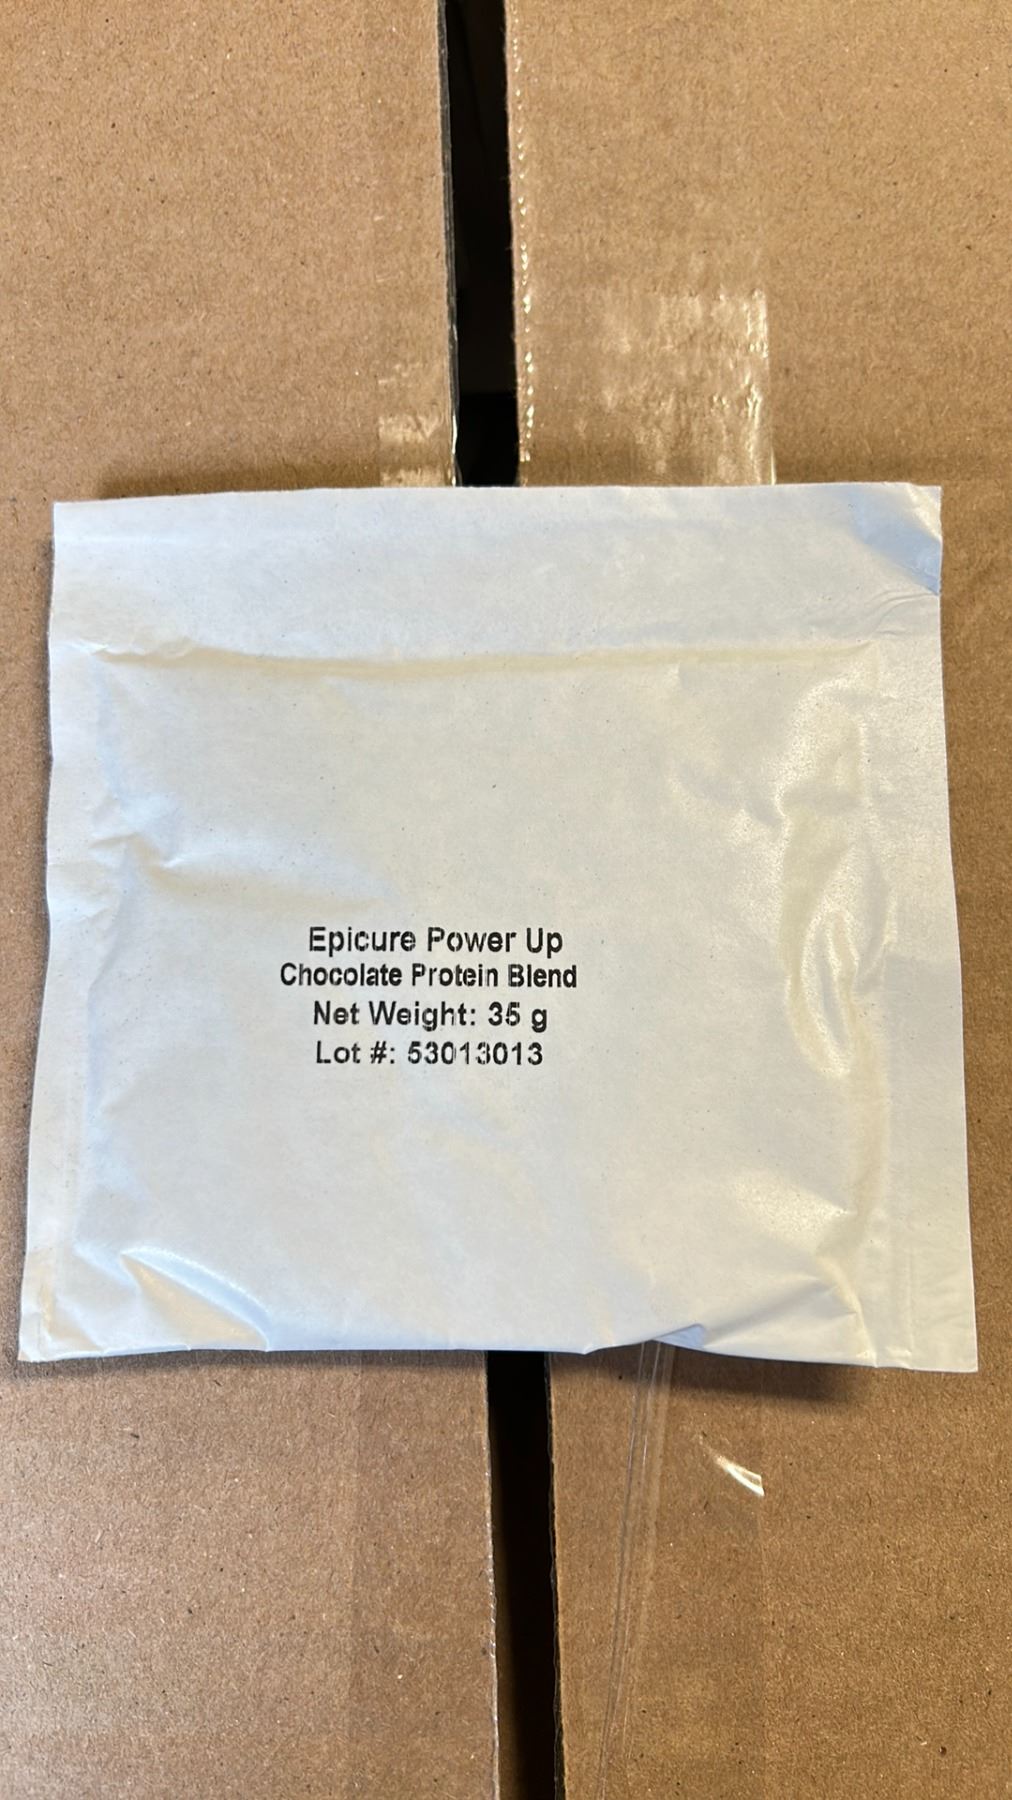 Epicure Power Up
Chocolate Protein Blend
Net Weight: 35 g
Lot #: 53013013